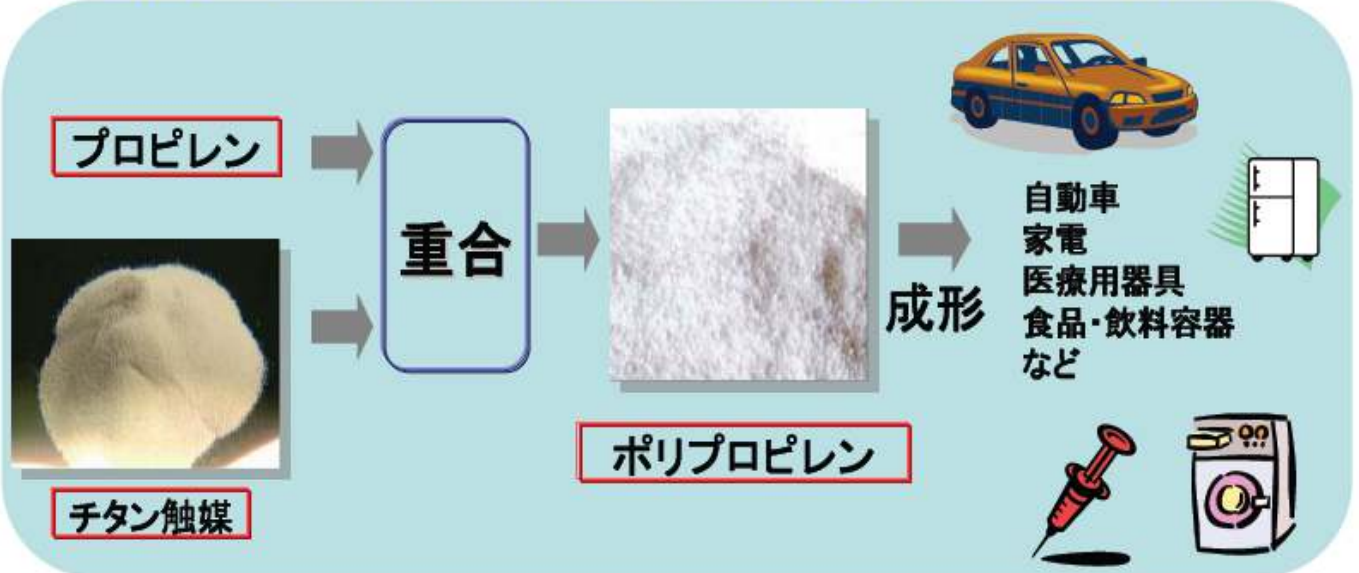 プロピレン
チタン触媒
重合
ポリプロピレン
成形
自動車
家電
医療用器具
食品・飲料容器
など